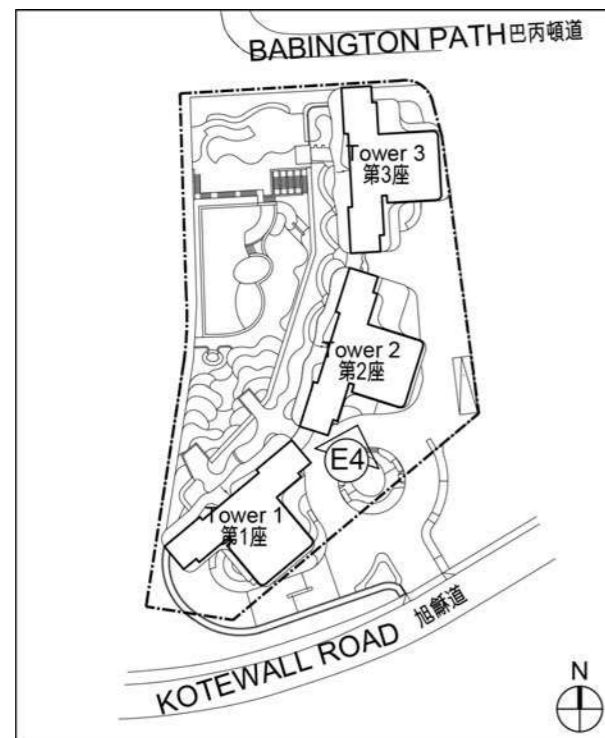 BABINGTON PATH巴丙頓道
Tower 3
第3座
Tower 2
第2座
E4
Tower 1
第1座
KOTEWALL ROAD 旭龢道
N